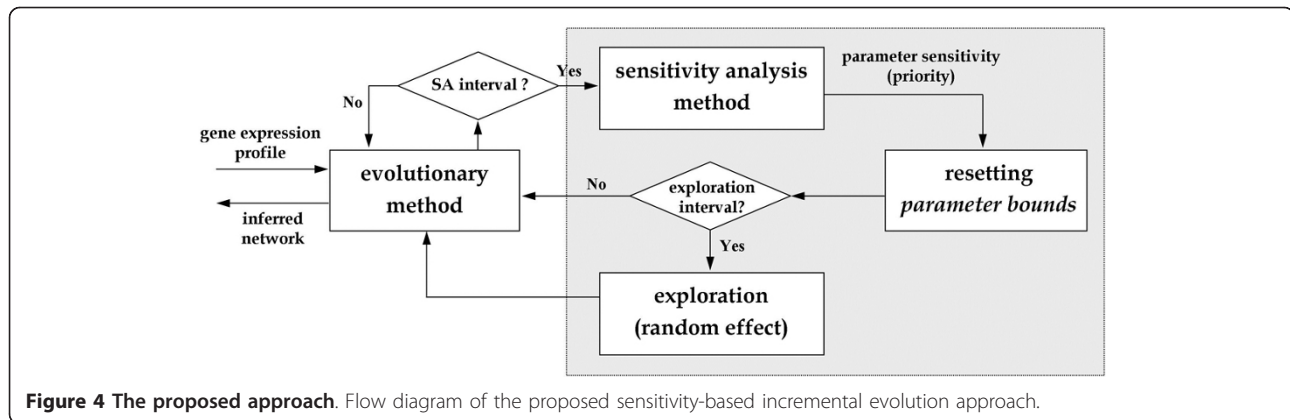 SA interval ?
Yes
No
sensitivity analysis
method
parameter sensitivity
(priority)
gene expression
profile
evolutionary
method
inferred
network
No
exploration
interval?
Yes
resetting
parameter bounds
exploration
(random effect)
Figure 4 The proposed approach. Flow diagram of the proposed sensitivity-based incremental evolution approach.